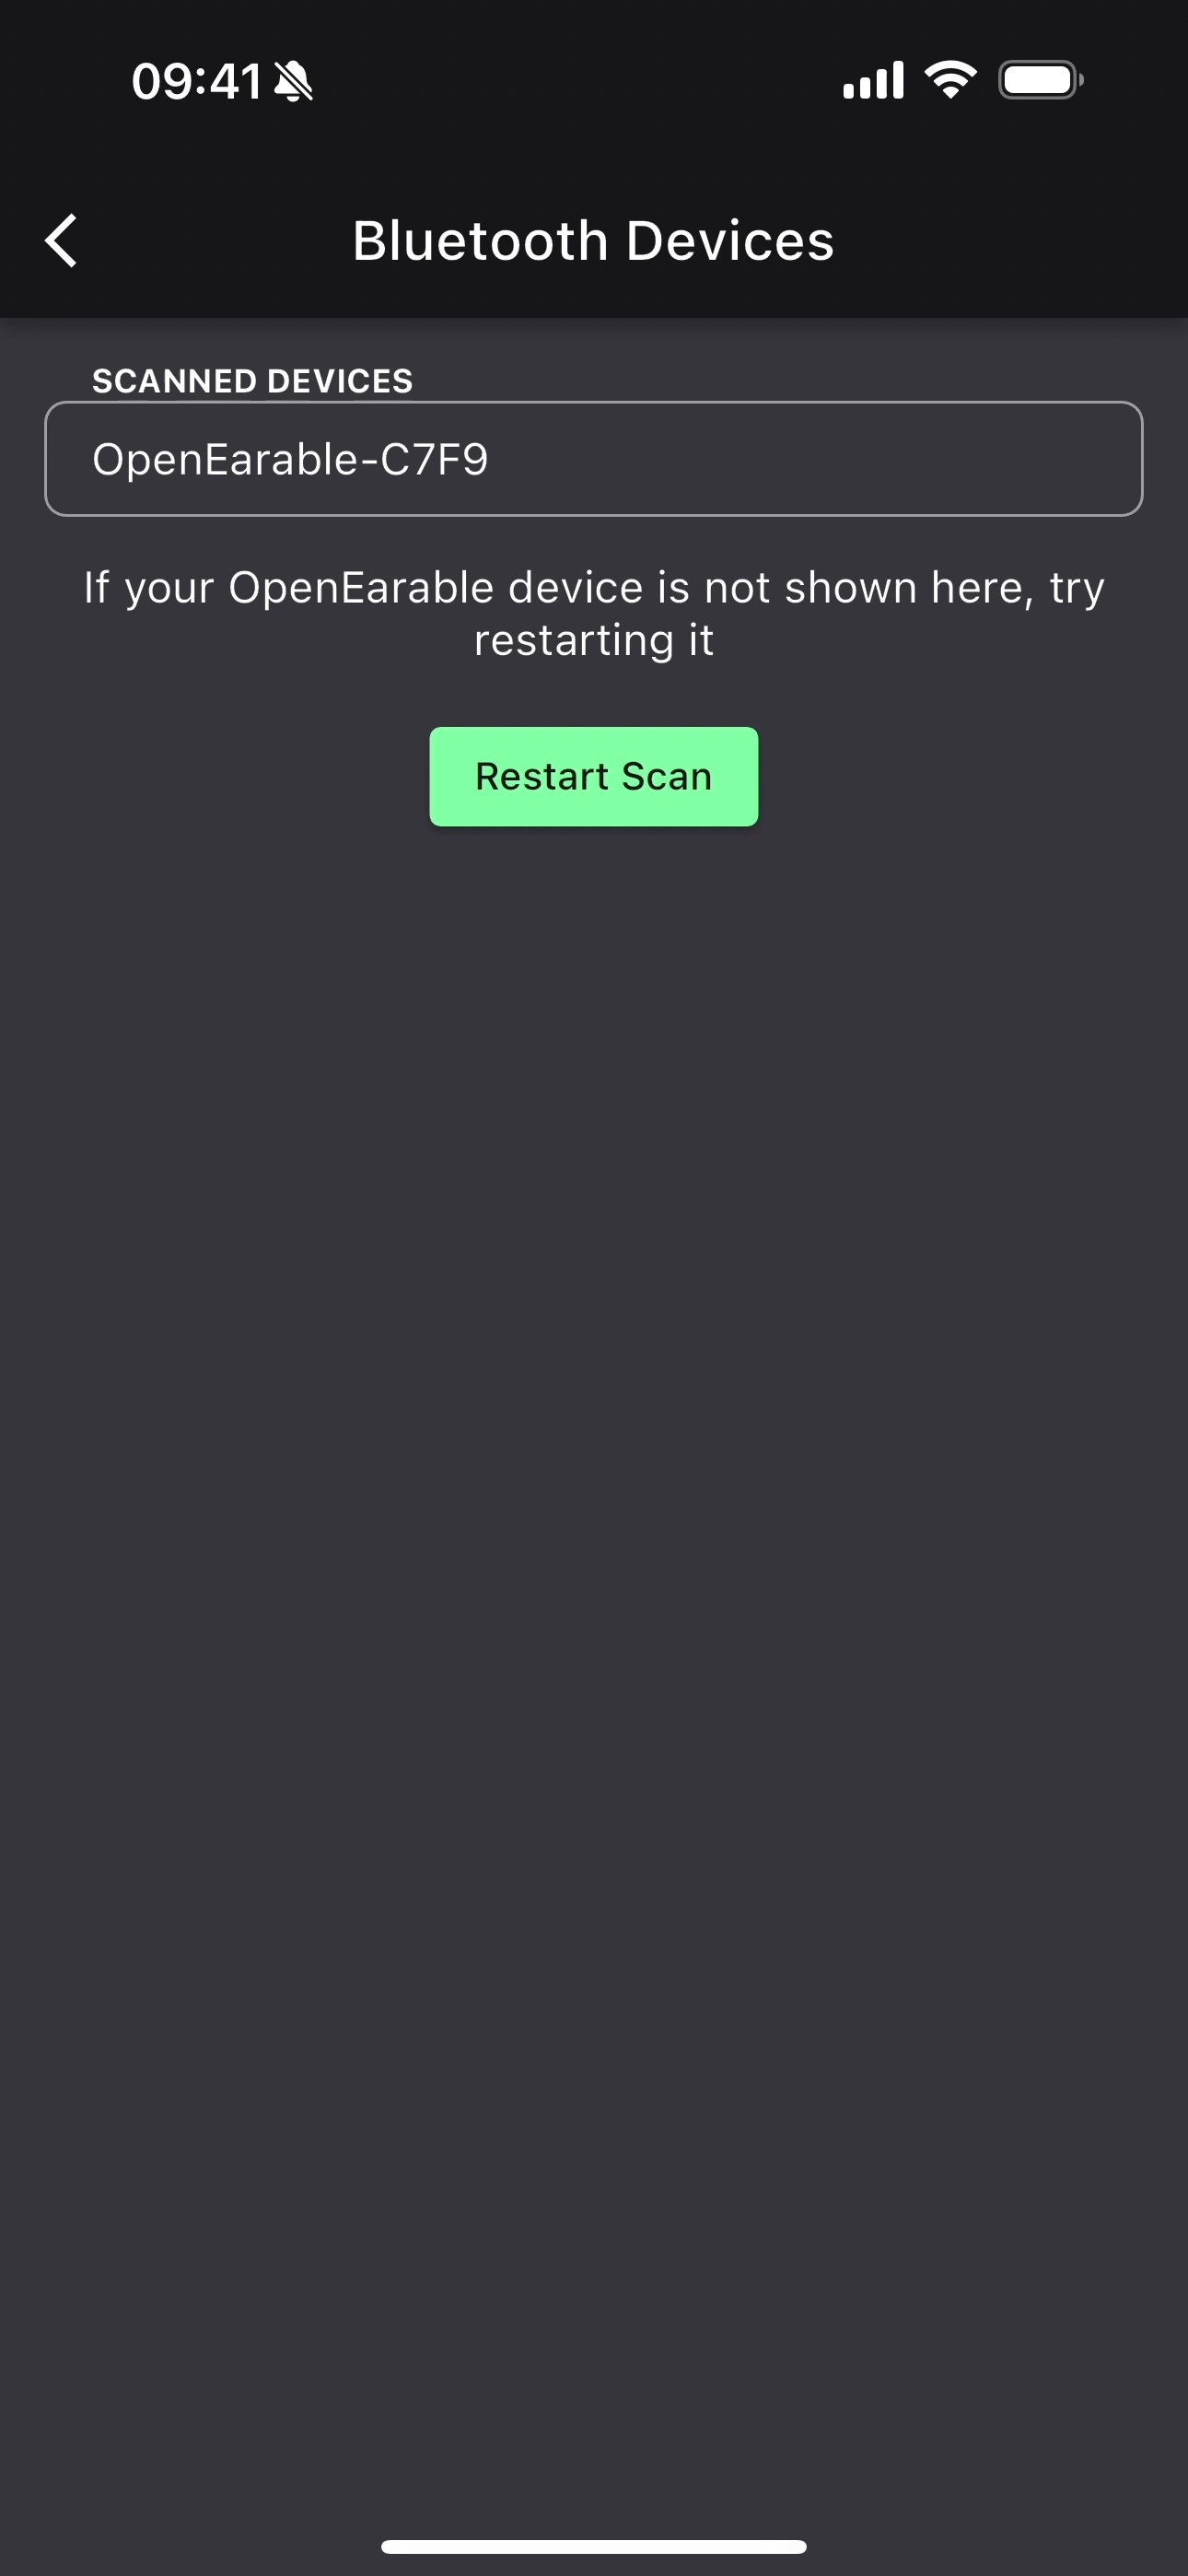 09:41
Bluetooth Devices
SCANNED DEVICES
OpenEarable-C7F9
If your OpenEarable device is not shown here, try
restarting it
Restart Scan